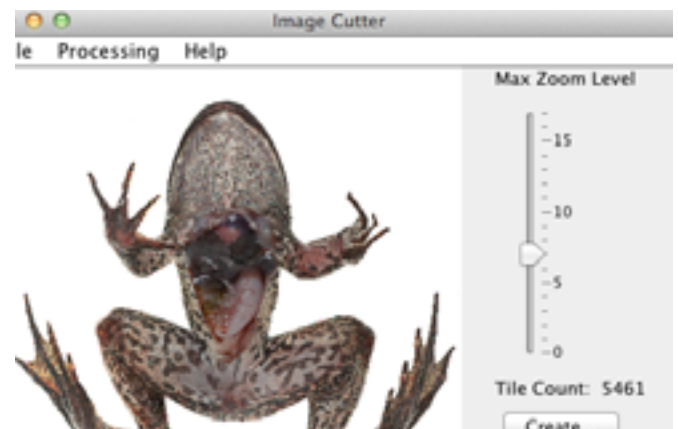 Image Cutter
le Processing Help
Max Zoom Level
15
10
5
0
Tile Count: 5461
Create